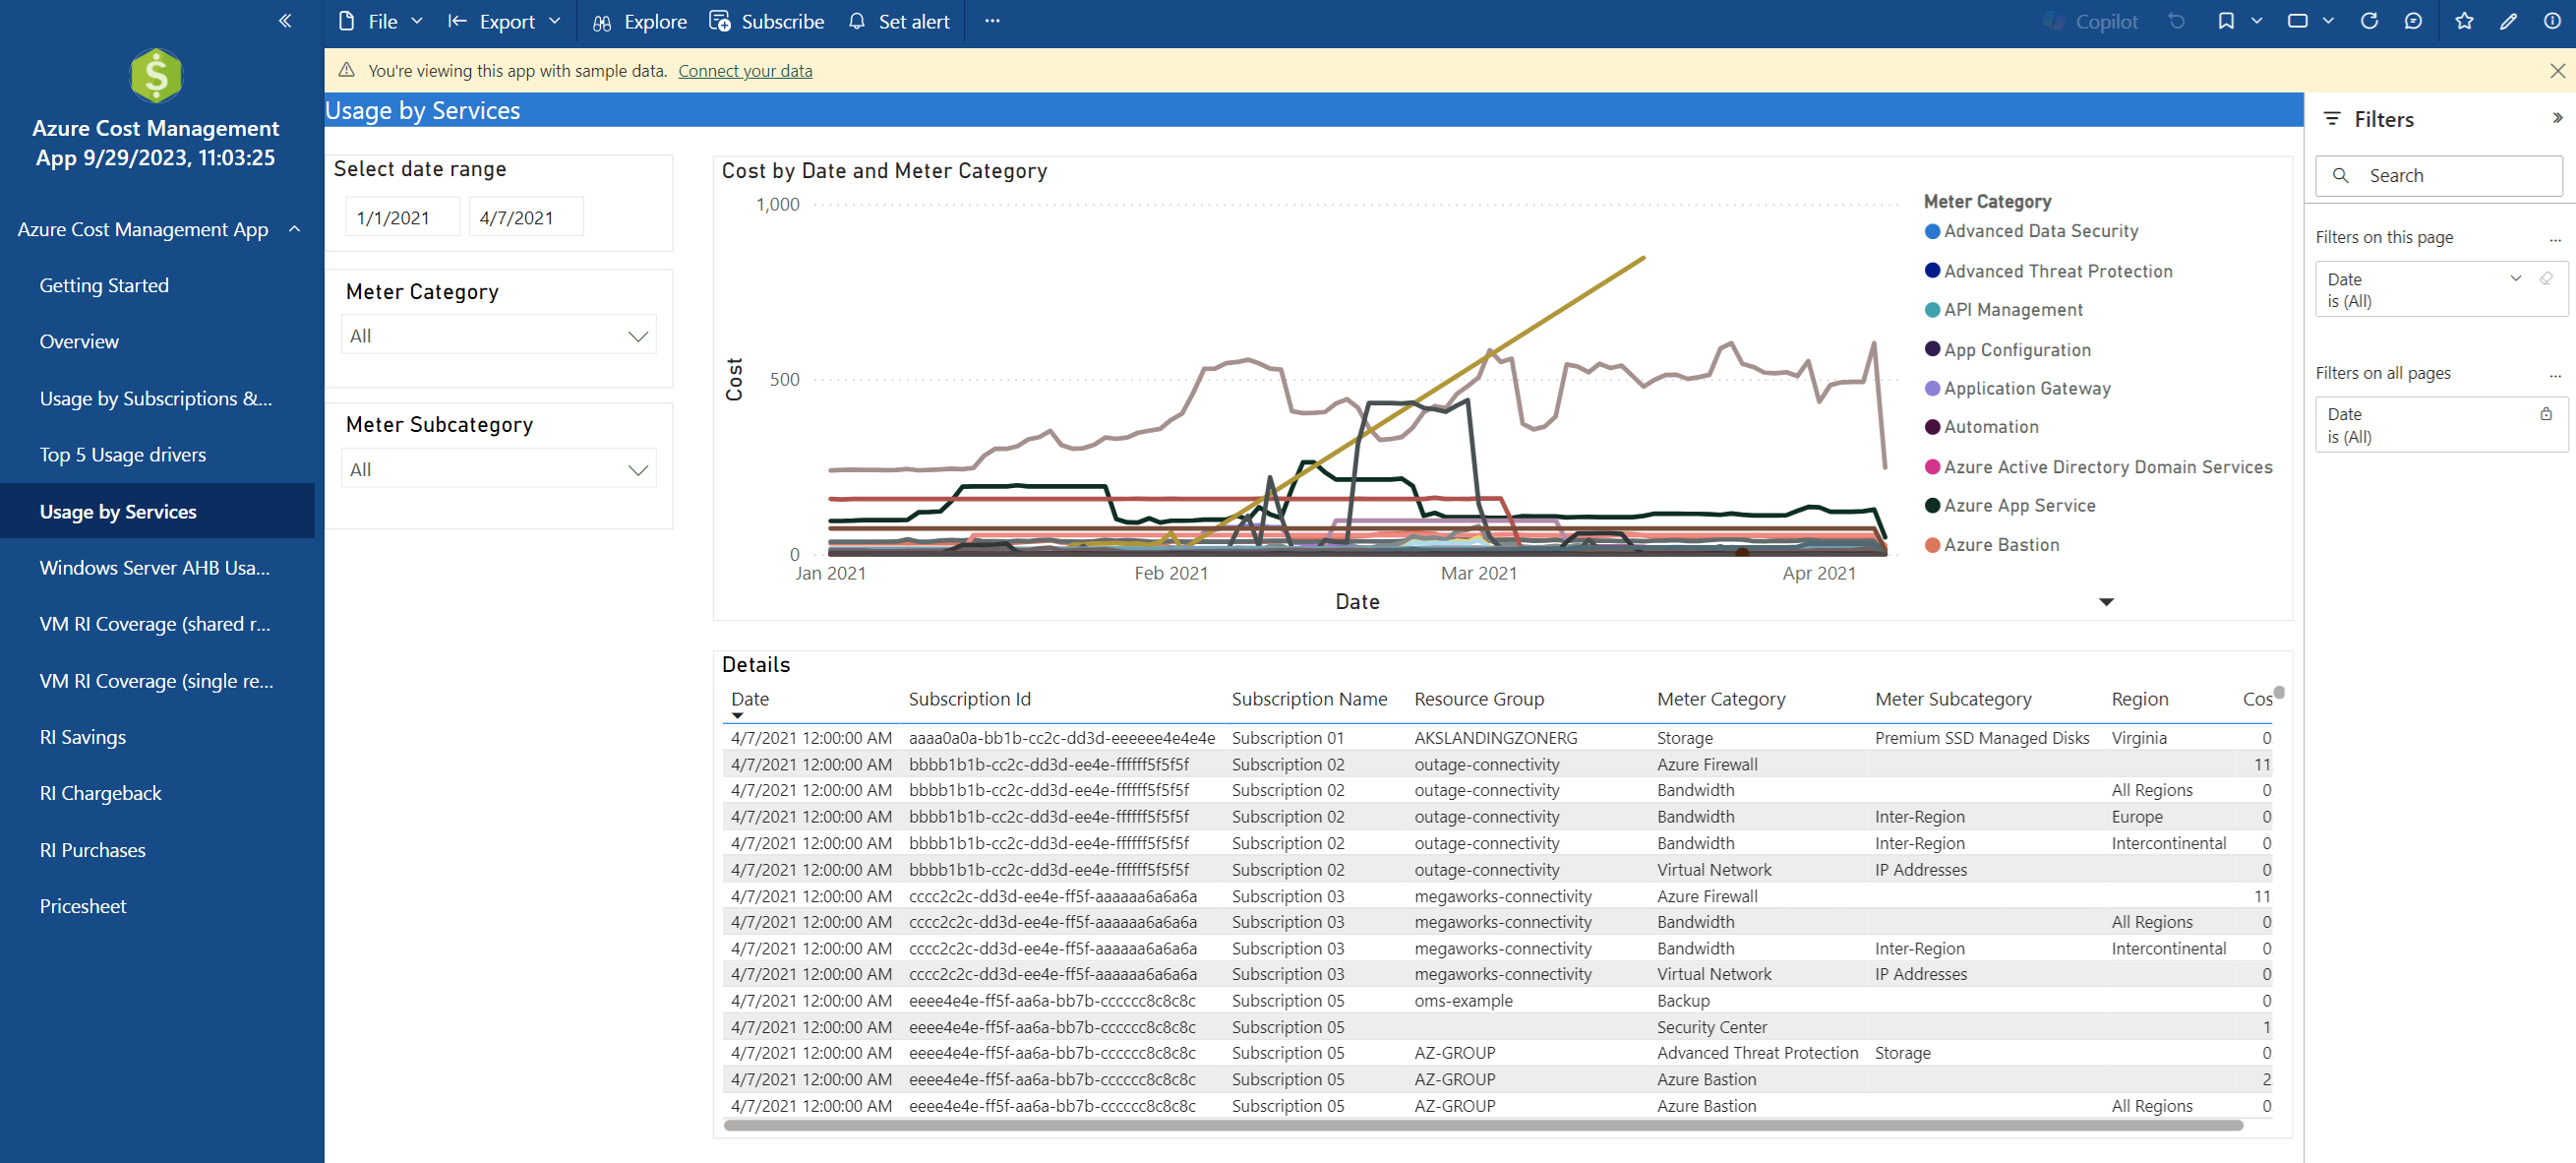 File
Export
Explore
Subscribe
Set alert
Copilot
Azure Cost Management
App 9/29/2023, 11:03:25
Azure Cost Management App
Getting Started
Overview
Usage by Subscriptions &...
Top 5 Usage drivers
Usage by Services
Windows Server AHB Usa...
VM RI Coverage (shared r...
VM RI Coverage (single re...
RI Savings
RI Chargeback
RI Purchases
Pricesheet
You're viewing this app with sample data. Connect your data
Usage by Services
Select date range
1/1/2021 4/7/2021
Meter Category
All
Meter Subcategory
All
Cost by Date and Meter Category
1,000
500
0
Cost
Jan 2021 Feb 2021 Mar 2021 Apr 2021
Date
Meter Category
Advanced Data Security
Advanced Threat Protection
API Management
App Configuration
Application Gateway
Automation
Azure Active Directory Domain Services
Azure App Service
Azure Bastion
Details
Date Subscription Id Subscription Name Resource Group Meter Category Meter Subcategory Region Cos
4/7/2021 12:00:00 AM aaaa0a0a-bb1b-cc2c-dd3d-eeeeee4e4e4e Subscription 01 AKSLANDINGZONERG Storage Premium SSD Managed Disks Virginia 0
4/7/2021 12:00:00 AM bbbb1b1b-cc2c-dd3d-ee4e-ffffff5f5f5f Subscription 02 outage-connectivity Azure Firewall 11.
4/7/2021 12:00:00 AM bbbb1b1b-cc2c-dd3d-ee4e-ffffff5f5f5f Subscription 02 outage-connectivity Bandwidth All Regions 0
4/7/2021 12:00:00 AM bbbb1b1b-cc2c-dd3d-ee4e-ffffff5f5f5f Subscription 02 outage-connectivity Bandwidth Inter-Region Europe 0
4/7/2021 12:00:00 AM bbbb1b1b-cc2c-dd3d-ee4e-ffffff5f5f5f Subscription 02 outage-connectivity Bandwidth Inter-Region Intercontinental 0
4/7/2021 12:00:00 AM bbbb1b1b-cc2c-dd3d-ee4e-ffffff5f5f5f Subscription 02 outage-connectivity Virtual Network IP Addresses 0
4/7/2021 12:00:00 AM cccc2c2c-dd3d-ee4e-ff5f-aaaaaa6a6a6a Subscription 03 megaworks-connectivity Azure Firewall 11.
4/7/2021 12:00:00 AM cccc2c2c-dd3d-ee4e-ff5f-aaaaaa6a6a6a Subscription 03 megaworks-connectivity Bandwidth All Regions 0
4/7/2021 12:00:00 AM cccc2c2c-dd3d-ee4e-ff5f-aaaaaa6a6a6a Subscription 03 megaworks-connectivity Bandwidth Inter-Region Intercontinental 0
4/7/2021 12:00:00 AM cccc2c2c-dd3d-ee4e-ff5f-aaaaaa6a6a6a Subscription 03 megaworks-connectivity Virtual Network IP Addresses 0
4/7/2021 12:00:00 AM eeee4e4e-ff5f-aa6a-bb7b-cccccc8c8c8c Subscription 05 oms-example Backup 0
4/7/2021 12:00:00 AM eeee4e4e-ff5f-aa6a-bb7b-cccccc8c8c8c Subscription 05 Security Center 1
4/7/2021 12:00:00 AM eeee4e4e-ff5f-aa6a-bb7b-cccccc8c8c8c Subscription 05 AZ-GROUP Advanced Threat Protection Storage 0
4/7/2021 12:00:00 AM eeee4e4e-ff5f-aa6a-bb7b-cccccc8c8c8c Subscription 05 AZ-GROUP Azure Bastion 2
4/7/2021 12:00:00 AM eeee4e4e-ff5f-aa6a-bb7b-cccccc8c8c8c Subscription 05 AZ-GROUP Azure Bastion All Regions 0
Filters
Search
Filters on this page
Date
is (All)
Filters on all pages
Date
is (All)